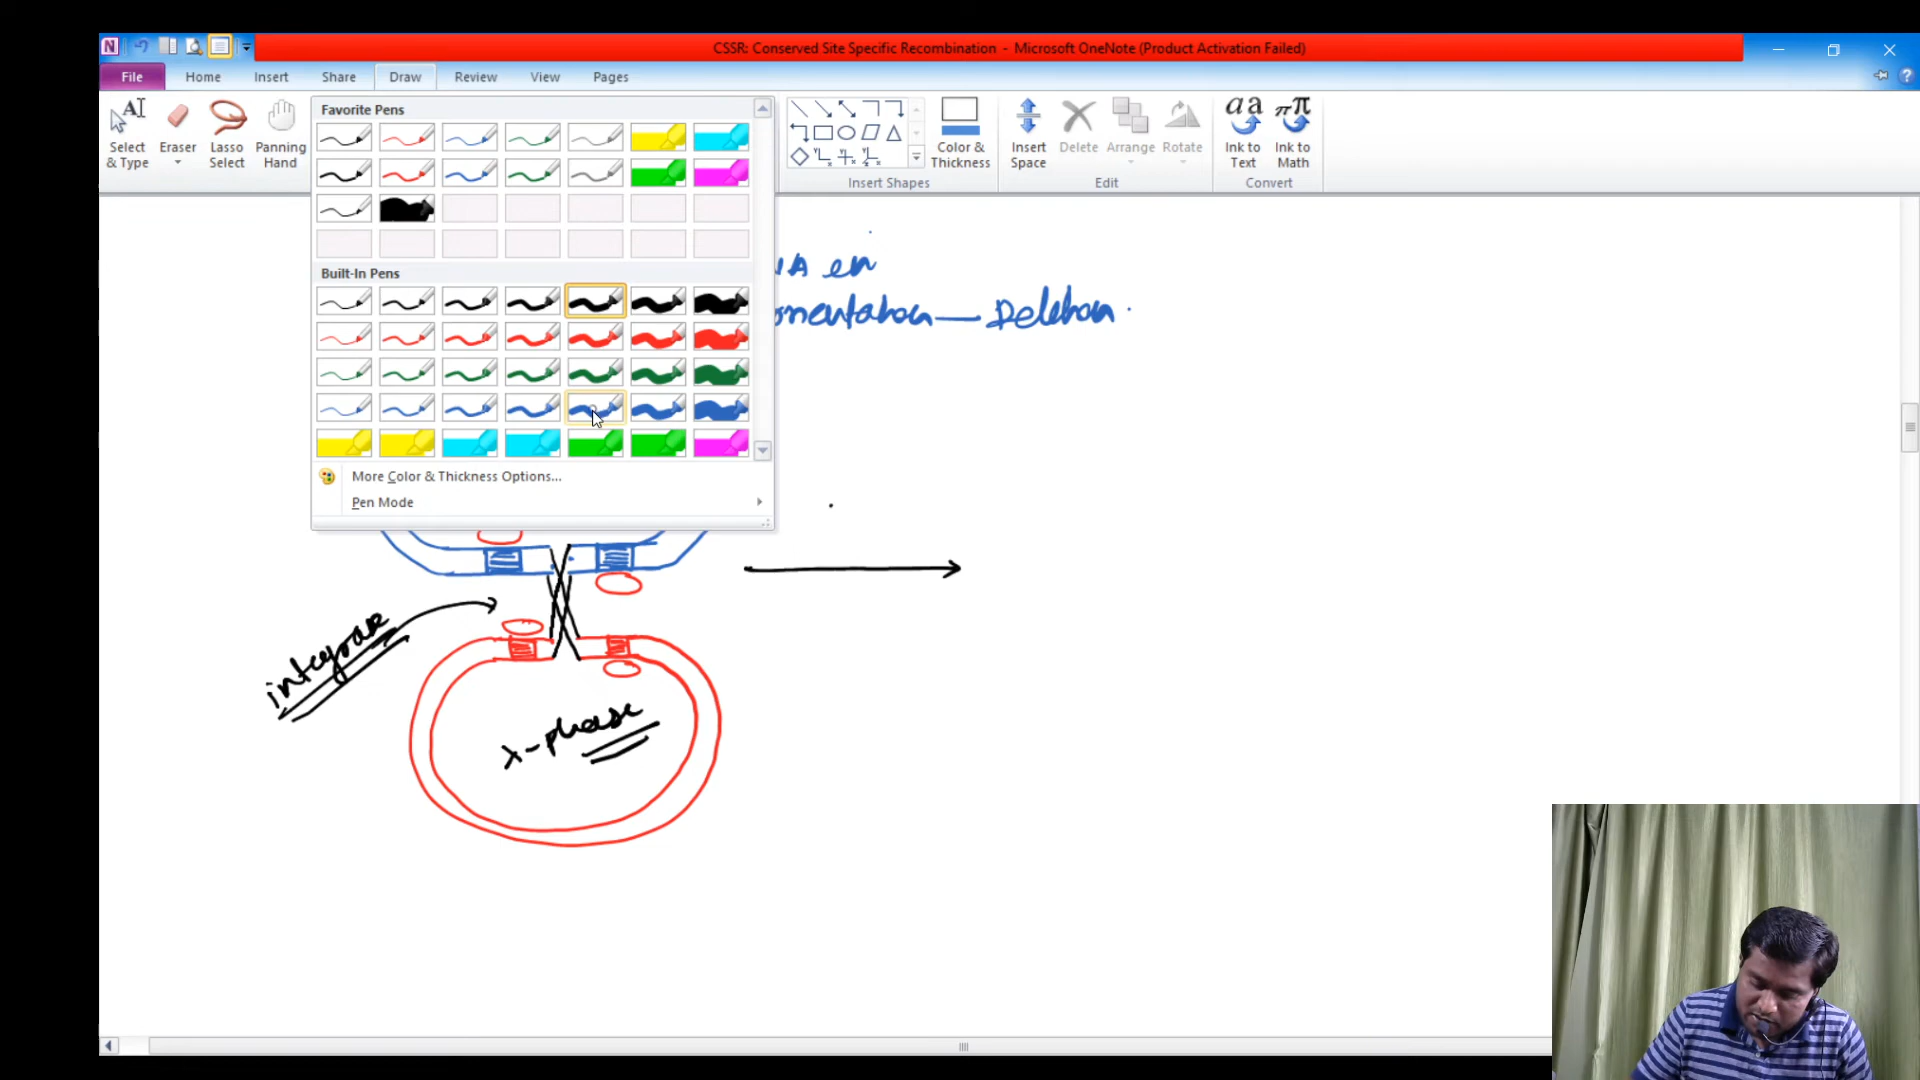 CSSR: Conserved Site Specific Recombination - Microsoft OneNote (Product Activation Failed)
File Home Insert Share Draw Review View Pages
Select & Type
Eraser
Lasso Select
Panning Hand
Favorite Pens
Built-In Pens
More Color & Thickness Options...
Pen Mode
Color & Thickness
Insert Shapes
Insert Space
Delete
Arrange
Rotate
Edit
Ink to Text
Ink to Math
Convert
Deletion
λ-phase